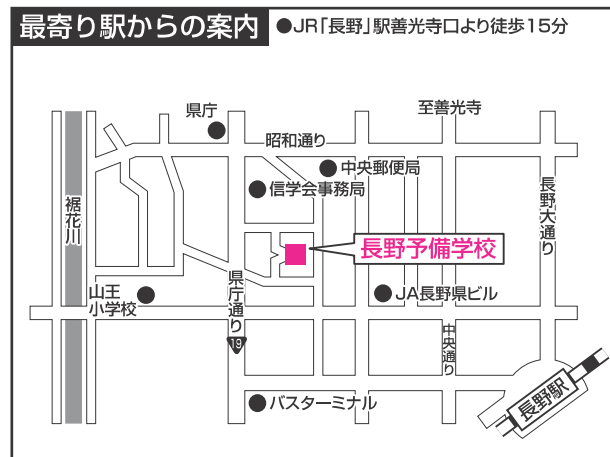 最寄り駅からの案内
●JR「長野」駅善光寺口より徒歩15分
県庁
至善光寺
昭和通り
中央郵便局
信学会事務局
裾花川
長野大通り
長野予備学校
山王
小学校
県庁通り
19
JA長野県ビル
中央通り
長野駅
バスターミナル